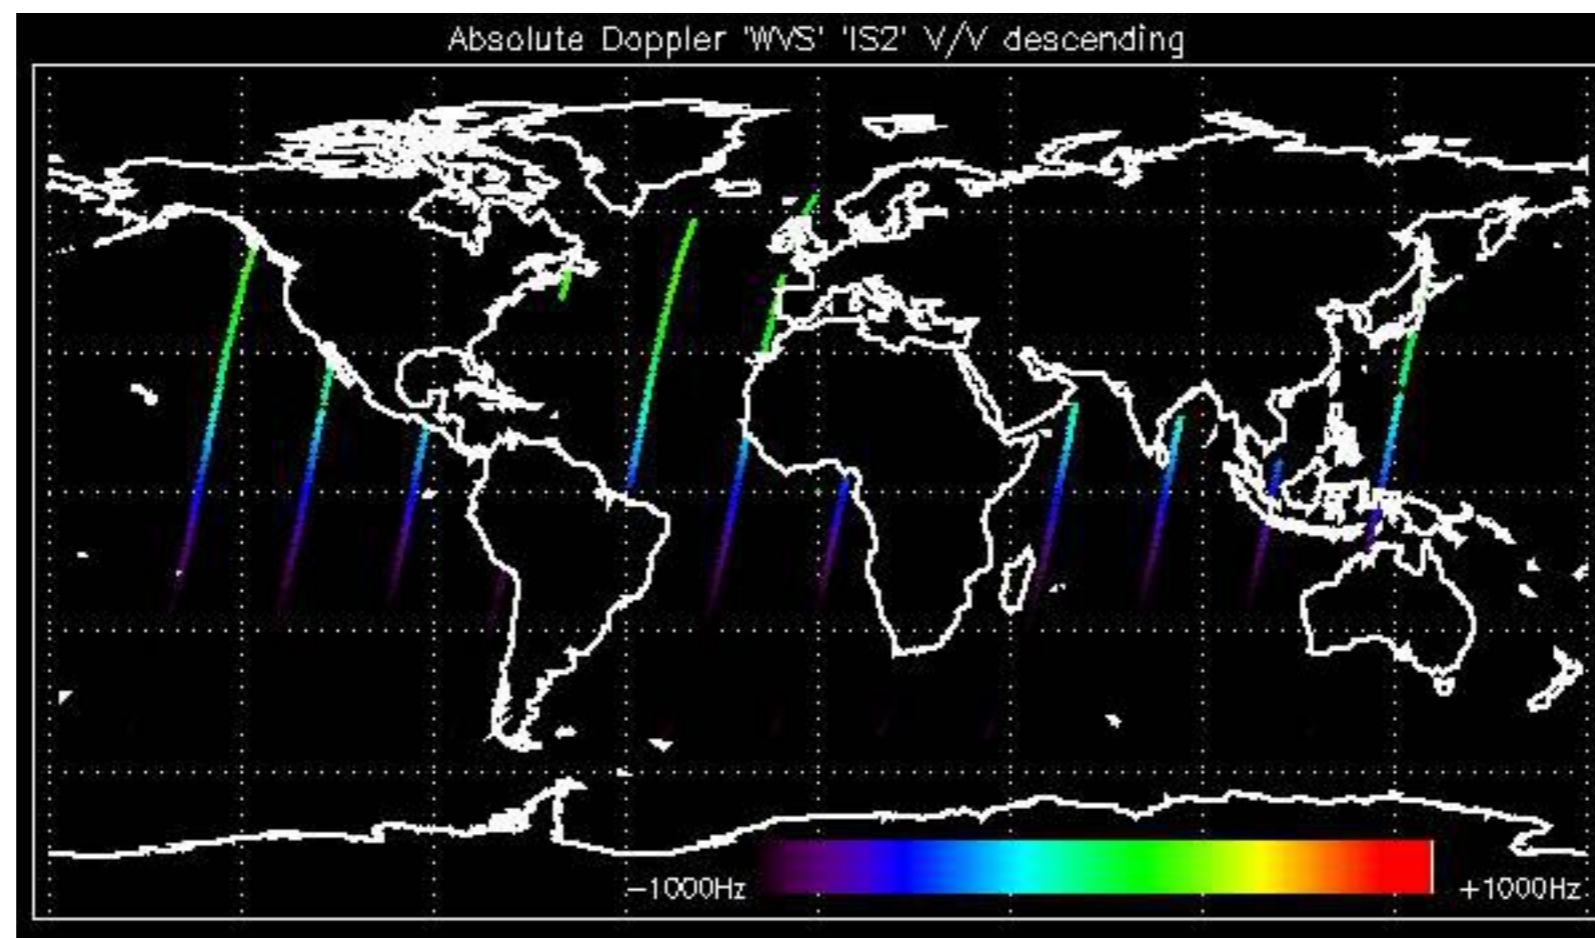 Absolute Doppler 'WVS' 'IS2' V/V descending
−1000Hz
+1000Hz